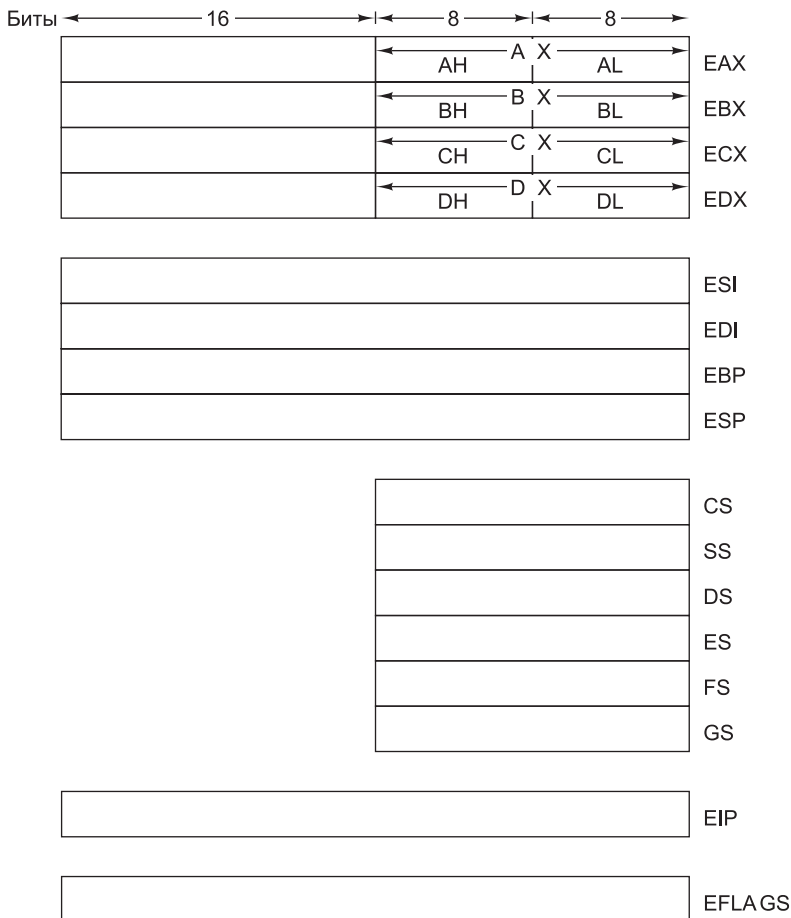 Биты 16 8 8
A X
AH AL EAX
B X
BH BL EBX
C X
CH CL ECX
D X
DH DL EDX
ESI
EDI
EBP
ESP
CS
SS
DS
ES
FS
GS
EIP
EFLAGS